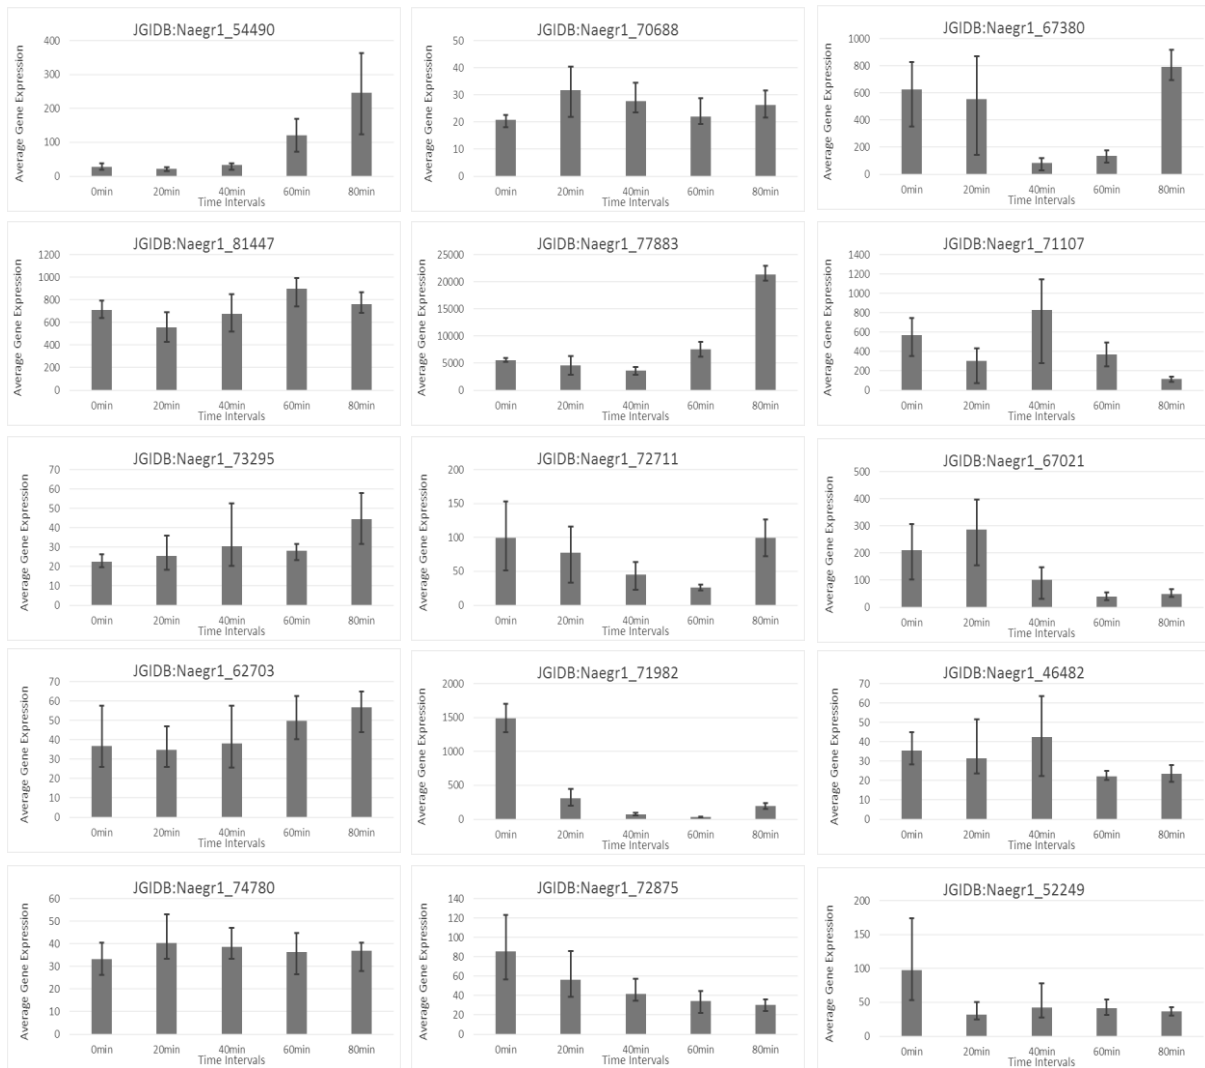 JGIDB:Naegr1_54490
Average Gene Expression
400
300
200
100
0
0min 20min 40min 60min 80min
Time Intervals
JGIDB:Naegr1_70688
Average Gene Expression
50
40
30
20
10
0
0min 20min 40min 60min 80min
Time Intervals
JGIDB:Naegr1_67380
Average Gene Expression
1000
800
600
400
200
0
0min 20min 40min 60min 80min
Time Intervals
JGIDB:Naegr1_81447
Average Gene Expression
1200
1000
800
600
400
200
0
0min 20min 40min 60min 80min
Time Intervals
JGIDB:Naegr1_77883
Average Gene Expression
25000
20000
15000
10000
5000
0
0min 20min 40min 60min 80min
Time Intervals
JGIDB:Naegr1_71107
Average Gene Expression
1400
1200
1000
800
600
400
200
0
0min 20min 40min 60min 80min
Time Intervals
JGIDB:Naegr1_73295
Average Gene Expression
70
60
50
40
30
20
10
0
0min 20min 40min 60min 80min
Time Intervals
JGIDB:Naegr1_72711
Average Gene Expression
200
150
100
50
0
0min 20min 40min 60min 80min
Time Intervals
JGIDB:Naegr1_67021
Average Gene Expression
500
400
300
200
100
0
0min 20min 40min 60min 80min
Time Intervals
JGIDB:Naegr1_62703
Average Gene Expression
70
60
50
40
30
20
10
0
0min 20min 40min 60min 80min
Time Intervals
JGIDB:Naegr1_71982
Average Gene Expression
2000
1500
1000
500
0
0min 20min 40min 60min 80min
Time Intervals
JGIDB:Naegr1_46482
Average Gene Expression
70
60
50
40
30
20
10
0
0min 20min 40min 60min 80min
Time Intervals
JGIDB:Naegr1_74780
Average Gene Expression
60
50
40
30
20
10
0
0min 20min 40min 60min 80min
Time Intervals
JGIDB:Naegr1_72875
Average Gene Expression
140
120
100
80
60
40
20
0
0min 20min 40min 60min 80min
Time Intervals
JGIDB:Naegr1_52249
Average Gene Expression
200
150
100
50
0
0min 20min 40min 60min 80min
Time Intervals